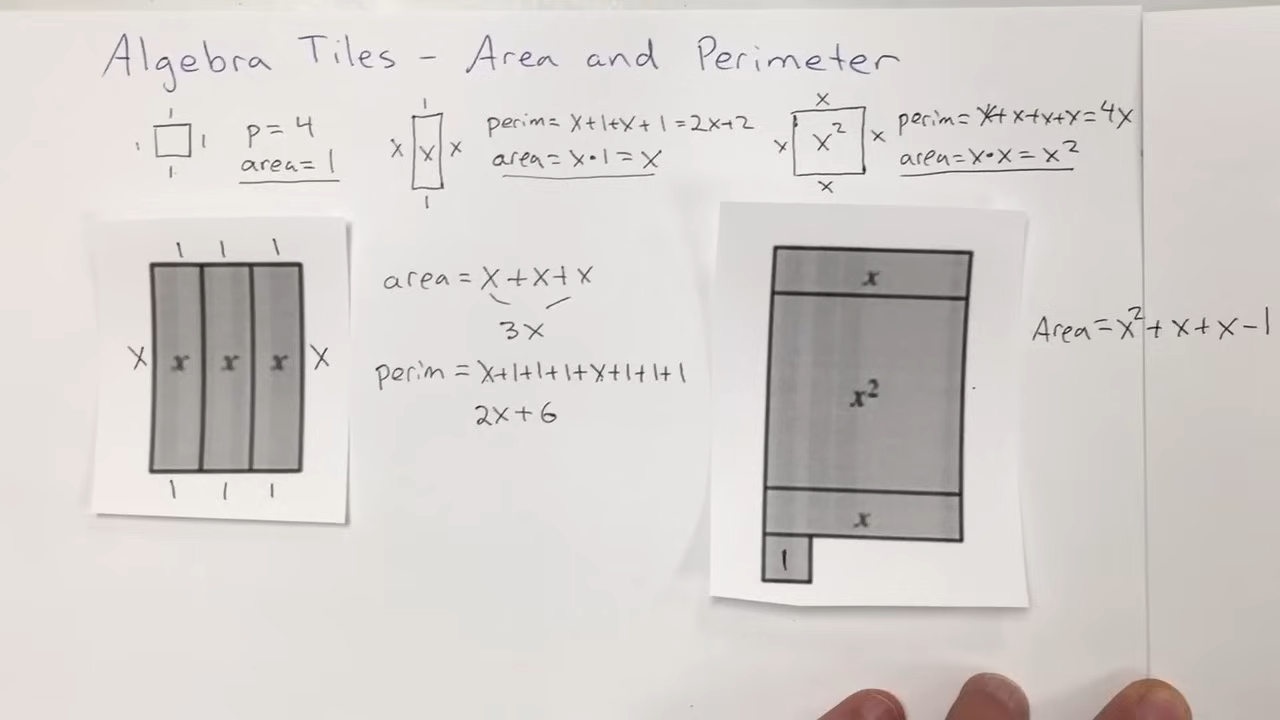 Algebra Tiles - Area and Perimeter
1
1 1
1
p = 4
area = 1
1
x x x
1
perim = x+1+x+1 = 2x+2
area = x•1 = x
x
x x² x
x
perim = x+x+x+x = 4x
area = x•x = x²
1 1 1
x x x x x
1 1 1
area = x+x+x
3x
perim = x+1+1+1+x+1+1+1
2x+6
x
x²
x
1
Area = x²+x+x-1